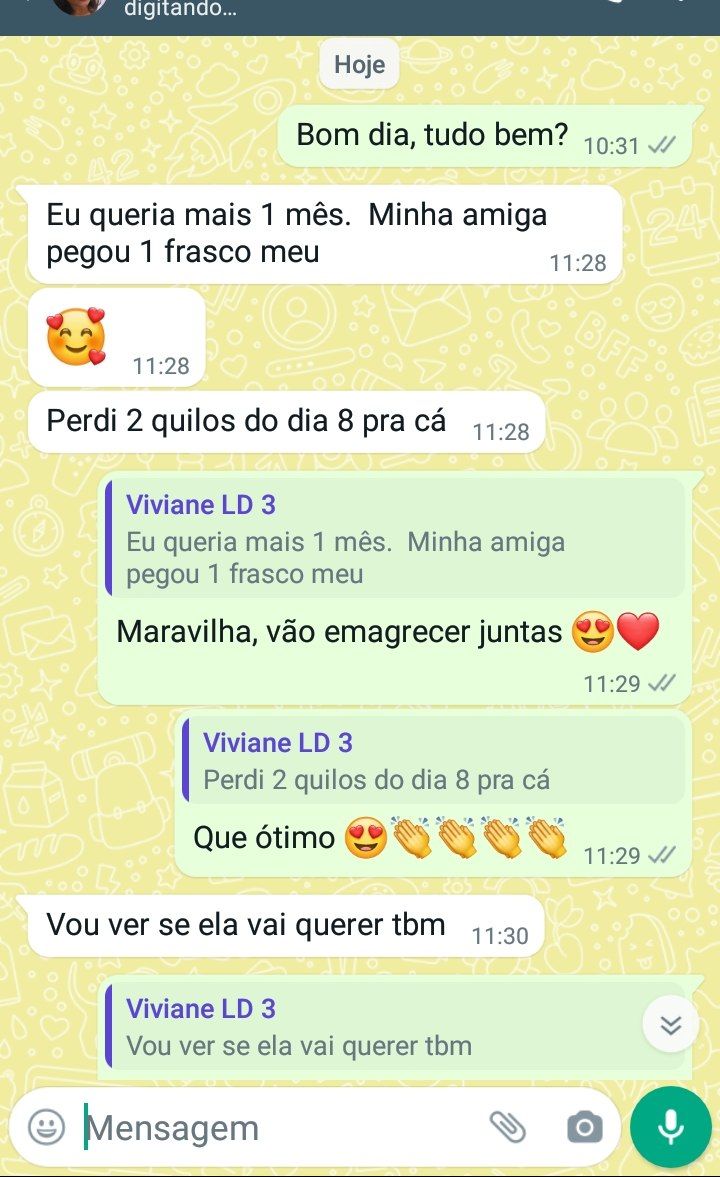 digitando...
Hoje
Bom dia, tudo bem? 10:31
Eu queria mais 1 mês. Minha amiga
pegou 1 frasco meu 11:28
🥰 11:28
Perdi 2 quilos do dia 8 pra cá 11:28
Viviane LD 3
Eu queria mais 1 mês. Minha amiga
pegou 1 frasco meu
Maravilha, vão emagrecer juntas 😍❤️
11:29
Viviane LD 3
Perdi 2 quilos do dia 8 pra cá
Que ótimo 😍👏👏👏👏 11:29
Vou ver se ela vai querer tbm 11:30
Viviane LD 3
Vou ver se ela vai querer tbm
Mensagem